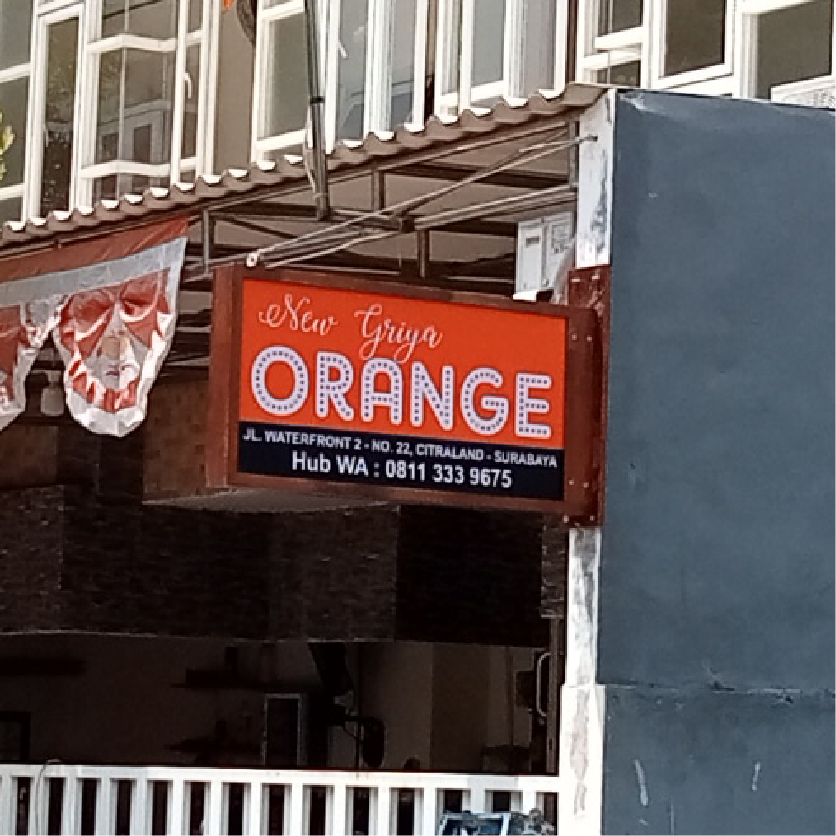 New Griya
ORANGE
JL. WATERFRONT 2 - NO. 22, CITRALAND - SURABAYA
Hub WA : 0811 333 9675